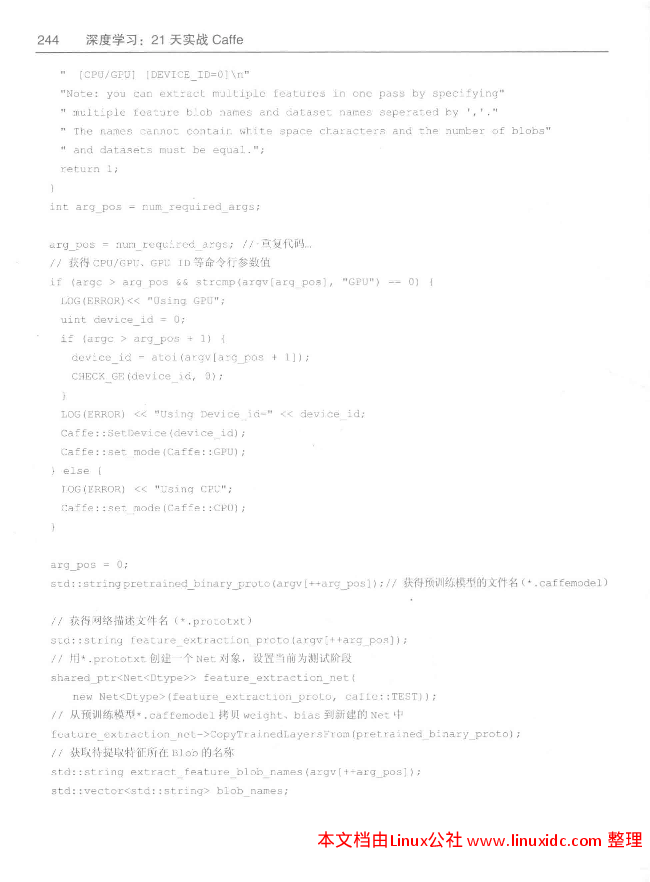 244 深度学习：21 天实战 Caffe
" [CPU/GPU] [DEVICE_ID=0]\n"
"Note: you can extract multiple features in one pass by specifying"
" multiple feature blob names and dataset names seperated by ','."
" The names cannot contain white space characters and the number of blobs"
" and datasets must be equal.";
return 1;
}
int arg_pos = num_required_args;
arg_pos = num_required_args; // 重复代码…
// 获得 CPU/GPU、GPU ID 等命令行参数值
if (argc > arg_pos && strcmp(argv[arg_pos], "GPU") == 0) {
LOG(ERROR)<< "Using GPU";
uint device_id = 0;
if (argc > arg_pos + 1) {
device_id = atoi(argv[arg_pos + 1]);
CHECK_GE(device_id, 0);
}
LOG(ERROR) << "Using Device_id=" << device_id;
Caffe::SetDevice(device_id);
Caffe::set_mode(Caffe::GPU);
} else {
LOG(ERROR) << "Using CPU";
Caffe::set_mode(Caffe::CPU);
}
arg_pos = 0;
std::string pretrained_binary_proto(argv[++arg_pos]);// 获得预训练模型的文件名（*.caffemodel）
// 获得网络描述文件名（*.prototxt）
std::string feature_extraction_proto(argv[++arg_pos]);
// 用*.prototxt 创建一个 Net 对象，设置当前为测试阶段
shared_ptr<Net<Dtype>> feature_extraction_net(
new Net<Dtype>(feature_extraction_proto, caffe::TEST));
// 从预训练模型*.caffemodel 拷贝 weight、bias 到新建的 Net 中
feature_extraction_net->CopyTrainedLayersFrom(pretrained_binary_proto);
// 获取待提取特征所在 Blob 的名称
std::string extract_feature_blob_names(argv[++arg_pos]);
std::vector<std::string> blob_names;
本文档由Linux公社 www.linuxidc.com 整理